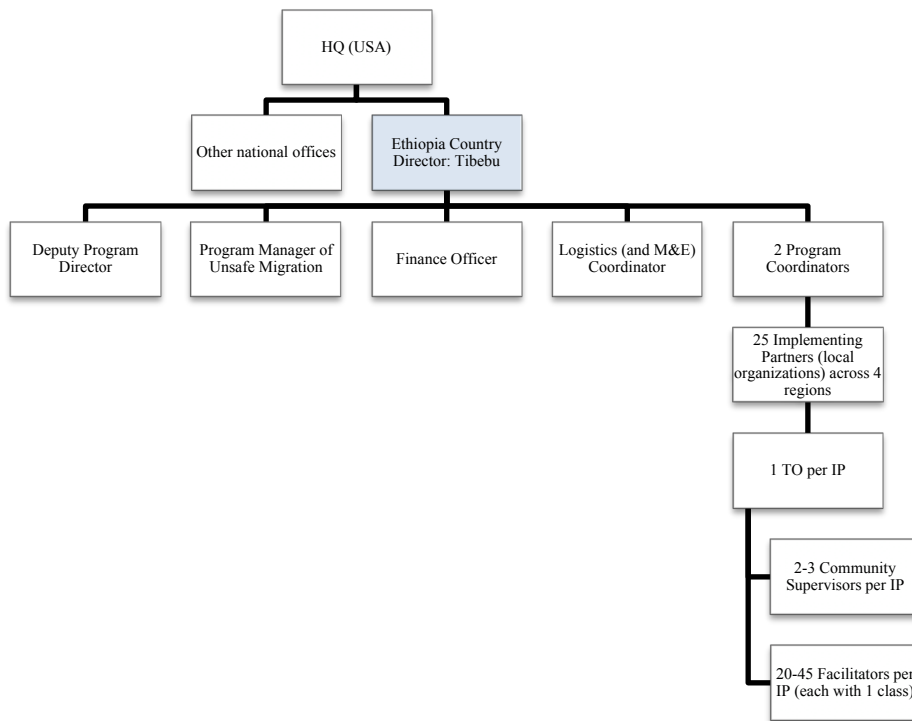 HQ (USA)
Other national offices
Ethiopia Country
Director: Tibebu
Deputy Program
Director
Program Manager of
Unsafe Migration
Finance Officer
Logistics (and M&E)
Coordinator
2 Program
Coordinators
25 Implementing
Partners (local
organizations) across 4
regions
1 TO per IP
2-3 Community
Supervisors per IP
20-45 Facilitators per
IP (each with 1 class)